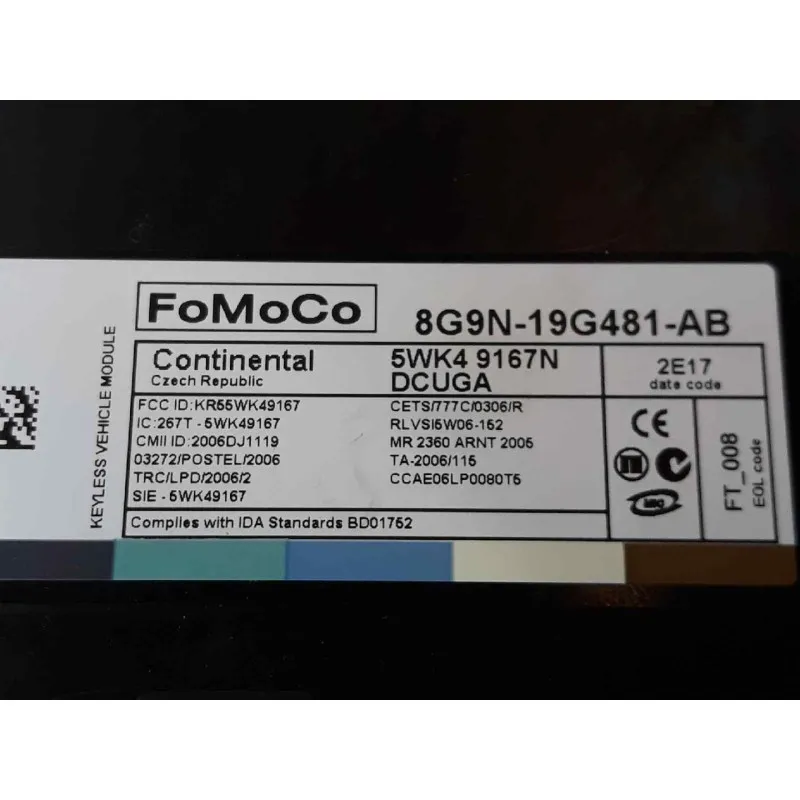 FoMoCo
8G9N-19G481-AB
Continental
Czech Republic
5WK4 9167N
DCUGA
2E17
date code
KEYLESS VEHICLE MODULE
FCC ID:KR55WK49167
IC:267T - 5WK49167
CMII ID:2006DJ1119
03272/POSTEL/2006
TRC/LPD/2006/2
SIE - 5WK49167
CETS/777C/0306/R
RLVSI5W06-152
MR 2360 ARNT 2005
TA-2006/115
CCAE06LP0080T5
CE
FT_008
EOL code
Complies with IDA Standards BD01752